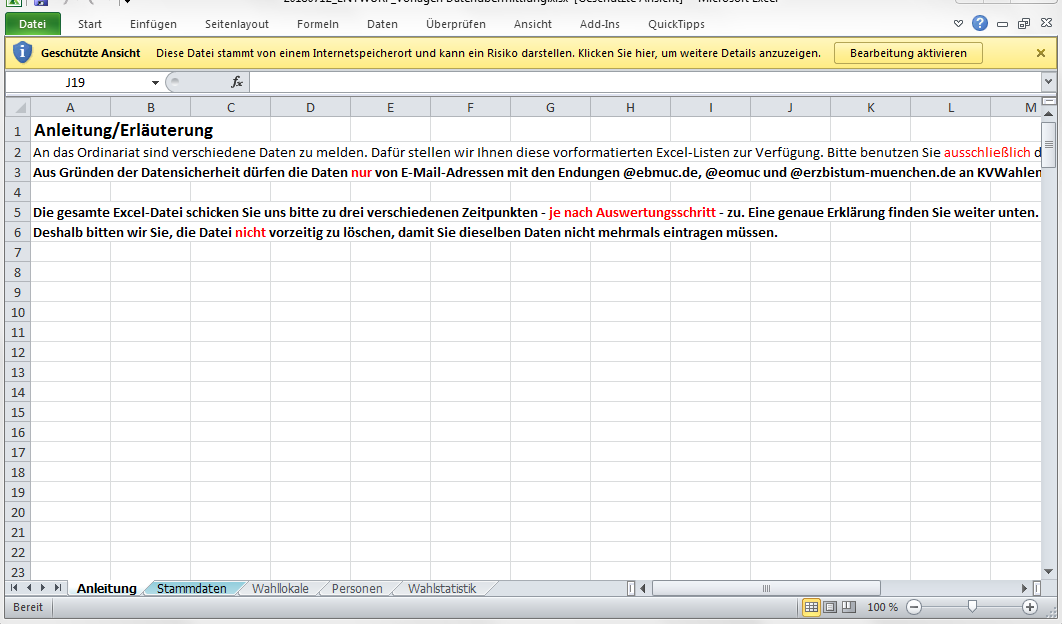 [Geschützte Ansicht] - Microsoft Excel
Datei Start Einfügen Seitenlayout Formeln Daten Überprüfen Ansicht Add-Ins QuickTipps
Geschützte Ansicht Diese Datei stammt von einem Internetspeicherort und kann ein Risiko darstellen. Klicken Sie hier, um weitere Details anzuzeigen. Bearbeitung aktivieren
J19 fx
A B C D E F G H I J K L M
1 Anleitung/Erläuterung
2 An das Ordinariat sind verschiedene Daten zu melden. Dafür stellen wir Ihnen diese vorformatierten Excel-Listen zur Verfügung. Bitte benutzen Sie ausschließlich d
3 Aus Gründen der Datensicherheit dürfen die Daten nur von E-Mail-Adressen mit den Endungen @ebmuc.de, @eomuc und @erzbistum-muenchen.de an KVWahlen
4
5 Die gesamte Excel-Datei schicken Sie uns bitte zu drei verschiedenen Zeitpunkten - je nach Auswertungsschritt - zu. Eine genaue Erklärung finden Sie weiter unten.
6 Deshalb bitten wir Sie, die Datei nicht vorzeitig zu löschen, damit Sie dieselben Daten nicht mehrmals eintragen müssen.
7
8
9
10
11
12
13
14
15
16
17
18
19
20
21
22
23
Anleitung Stammdaten Wahllokale Personen Wahlstatistik
Bereit 100 %